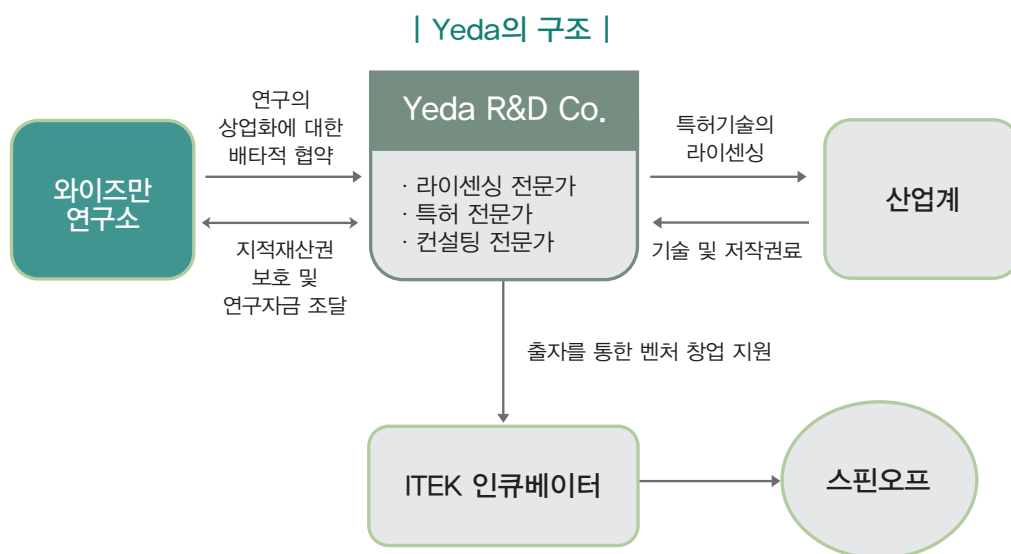 | Yeda의 구조 |
연구의
상업화에 대한
배타적 협약
와이즈만
연구소
지적재산권
보호 및
연구자금 조달
Yeda R&D Co.
· 라이센싱 전문가
· 특허 전문가
· 컨설팅 전문가
특허기술의
라이센싱
기술 및 저작권료
산업계
출자를 통한 벤처 창업 지원
ITEK 인큐베이터
스핀오프